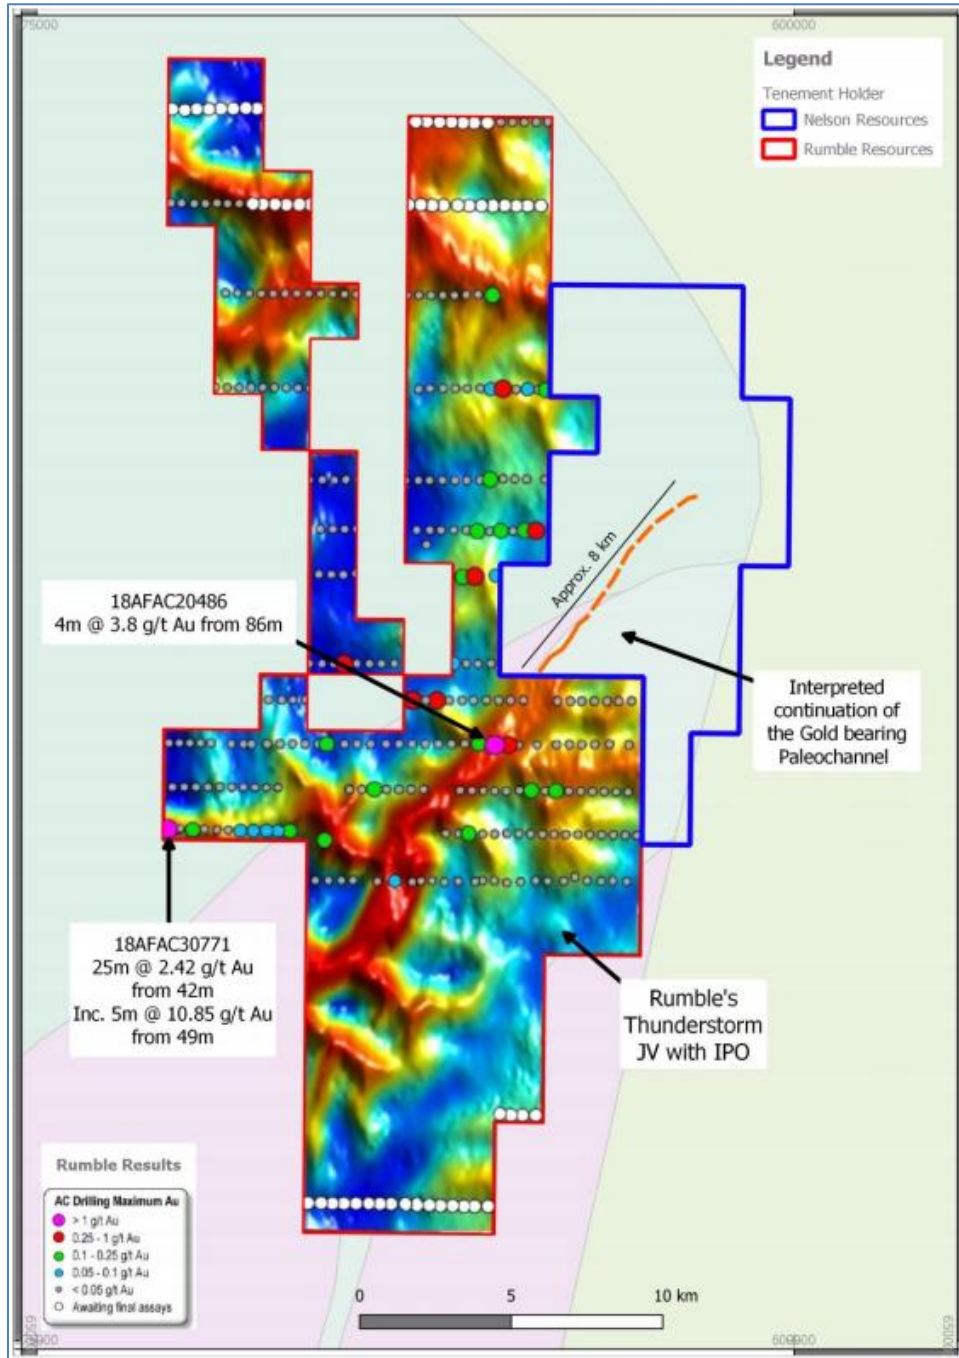 75000
600000
Legend
Tenement Holder
Nelson Resources
Rumble Resources
Approx. 8 km
18AFAC20486
4m @ 3.8 g/t Au from 86m
Interpreted
continuation of
the Gold bearing
Paleochannel
18AFAC30771
25m @ 2.42 g/t Au
from 42m
Inc. 5m @ 10.85 g/t Au
from 49m
Rumble's
Thunderstorm
JV with IPO
Rumble Results
AC Drilling Maximum Au
> 1 g/t Au
0.25 - 1 g/t Au
0.1 - 0.25 g/t Au
0.05 - 0.1 g/t Au
< 0.05 g/t Au
Awaiting final assays
0
5
10 km
600000